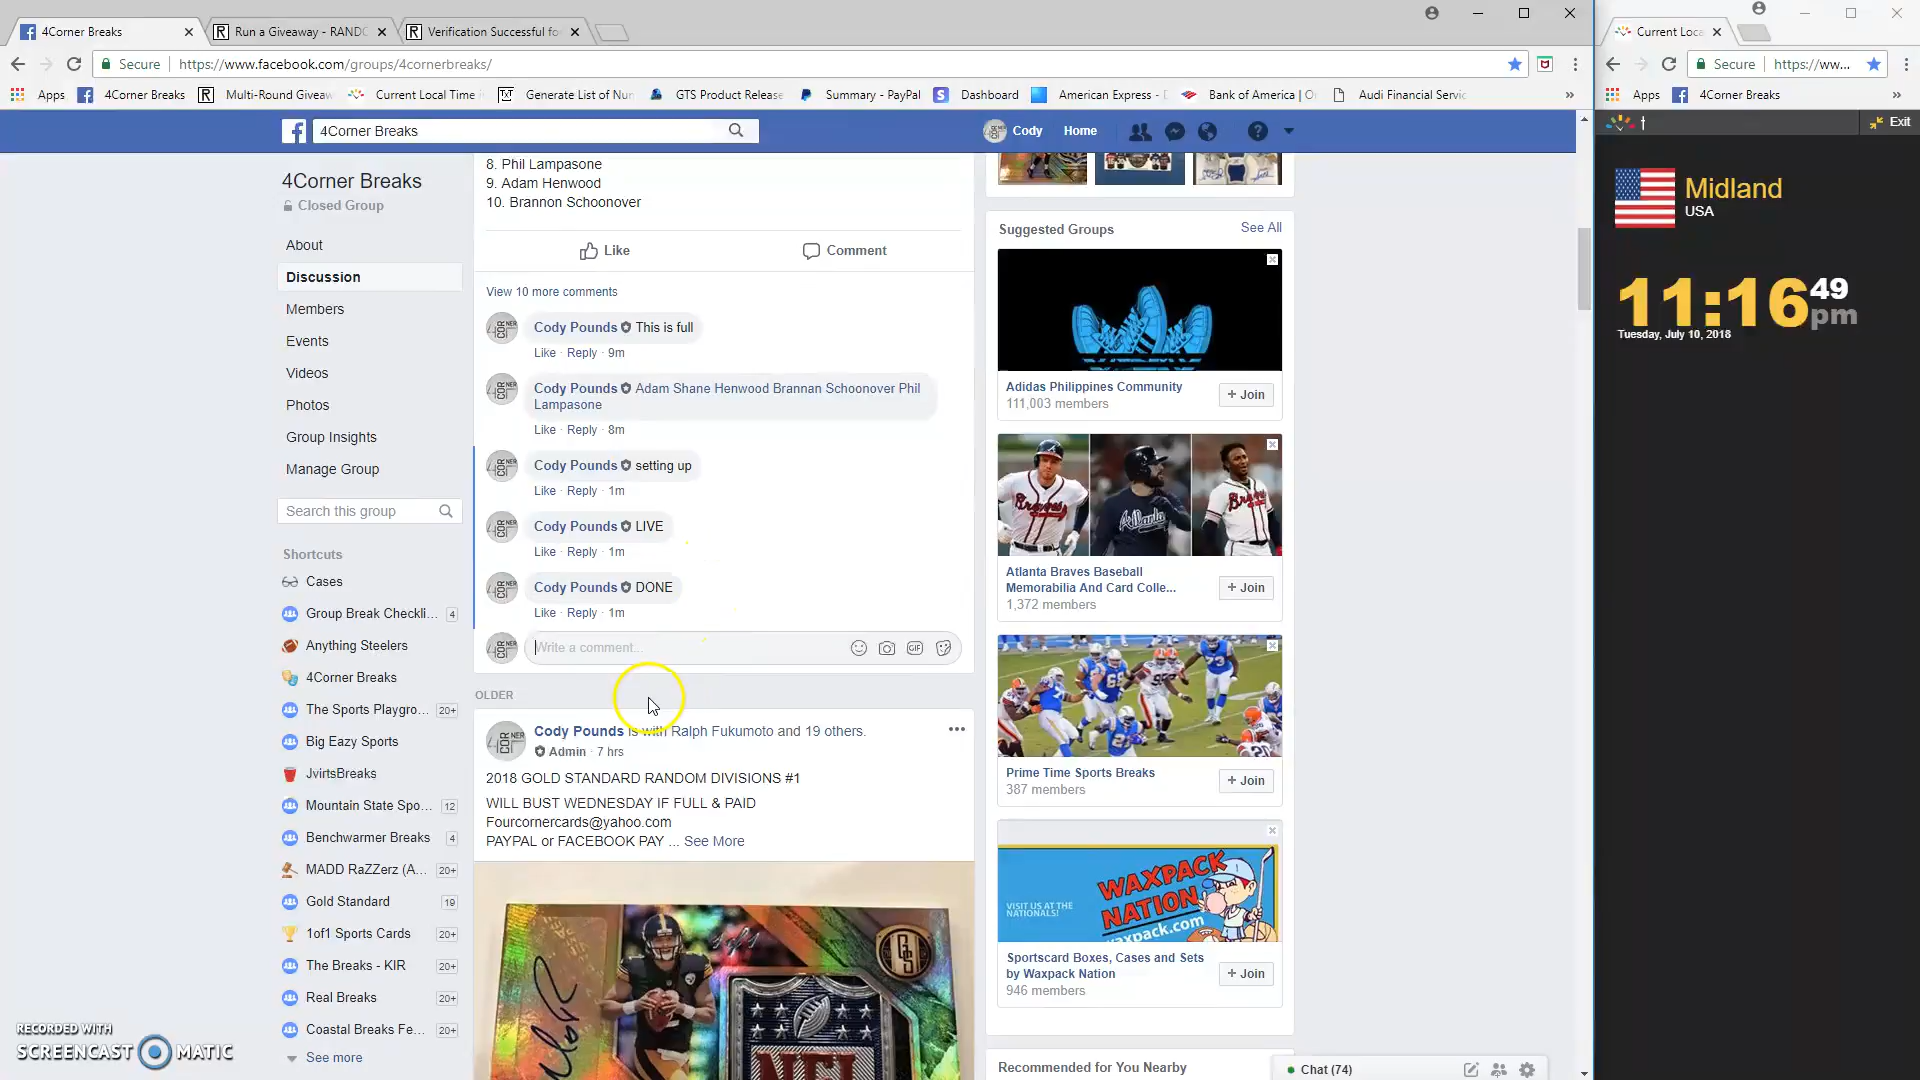 4Corner Breaks
Run a Giveaway - RANDO
Verification Successful fo
Current Loca
Secure
https://www.facebook.com/groups/4cornerbreaks/
Secure
https://ww...
Apps
4Corner Breaks
Multi-Round Giveaw
Current Local Time
Generate List of Num
GTS Product Release
Summary - PayPal
Dashboard
American Express - D
Bank of America | O
Audi Financial Servic
»
Apps
4Corner Breaks
»
4Corner Breaks
Cody
Home
Exit
4Corner Breaks
Closed Group
About
Discussion
Members
Events
Videos
Photos
Group Insights
Manage Group
Search this group
Shortcuts
Cases
Group Break Checkli... 4
Anything Steelers
4Corner Breaks
The Sports Playgro... 20+
Big Eazy Sports
JvirtsBreaks
Mountain State Spo... 12
Benchwarmer Breaks 4
MADD RaZZerz (A... 20+
Gold Standard 19
1of1 Sports Cards 20+
The Breaks - KIR 20+
Real Breaks 20+
Coastal Breaks Fe... 20+
See more
8. Phil Lampasone
9. Adam Henwood
10. Brannon Schoonover
Like
Comment
View 10 more comments
Cody Pounds This is full
Like · Reply · 9m
Cody Pounds Adam Shane Henwood Brannan Schoonover Phil
Lampasone
Like · Reply · 8m
Cody Pounds setting up
Like · Reply · 1m
Cody Pounds LIVE
Like · Reply · 1m
Cody Pounds DONE
Like · Reply · 1m
Write a comment...
GIF
OLDER
Cody Pounds is with Ralph Fukumoto and 19 others.
Admin · 7 hrs
2018 GOLD STANDARD RANDOM DIVISIONS #1
WILL BUST WEDNESDAY IF FULL & PAID
Fourcornercards@yahoo.com
PAYPAL or FACEBOOK PAY ... See More
NFL
Suggested Groups
See All
Adidas Philippines Community
111,003 members
+ Join
Atlanta Braves Baseball
Memorabilia And Card Colle...
1,372 members
+ Join
Prime Time Sports Breaks
387 members
+ Join
VISIT US AT THE
NATIONALS!
WAXPACK
NATION
waxpack.com
Sportscard Boxes, Cases and Sets
by Waxpack Nation
946 members
+ Join
Recommended for You Nearby
Chat (74)
Midland
USA
11:16 49
pm
Tuesday, July 10, 2018
RECORDED WITH
SCREENCAST MATIC